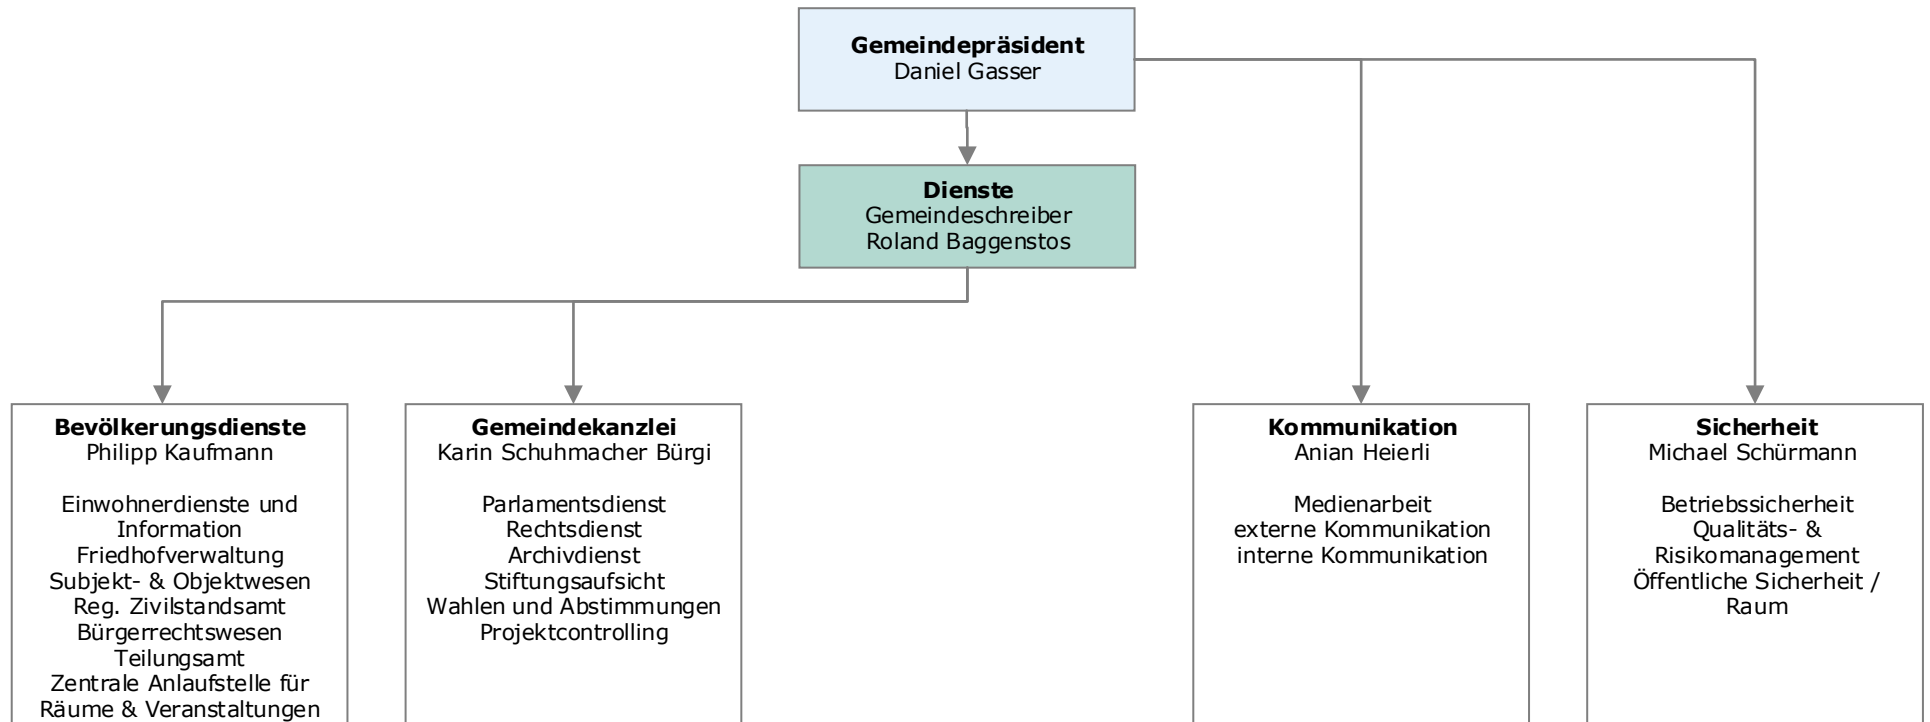 Gemeindepräsident
Daniel Gasser
Dienste
Gemeindeschreiber
Roland Baggenstos
Bevölkerungsdienste
Philipp Kaufmann
Einwohnerdienste und
Information
Friedhofverwaltung
Subjekt- & Objektwesen
Reg. Zivilstandsamt
Bürgerrechtswesen
Teilungsamt
Zentrale Anlaufstelle für
Räume & Veranstaltungen
Gemeindekanzlei
Karin Schuhmacher Bürgi
Parlamentsdienst
Rechtsdienst
Archivdienst
Stiftungsaufsicht
Wahlen und Abstimmungen
Projektcontrolling
Kommunikation
Anian Heierli
Medienarbeit
externe Kommunikation
interne Kommunikation
Sicherheit
Michael Schürmann
Betriebssicherheit
Qualitäts- &
Risikomanagement
Öffentliche Sicherheit /
Raum